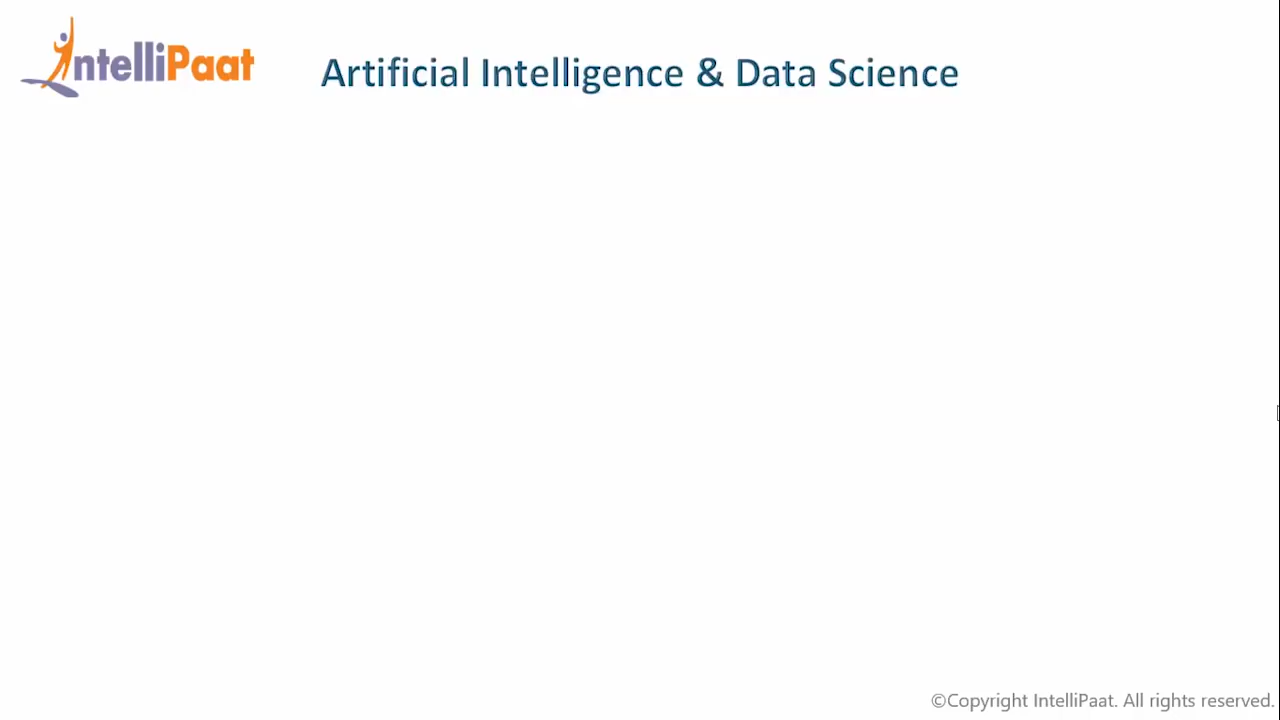 IntelliPaat
Artificial Intelligence & Data Science
©Copyright IntelliPaat. All rights reserved.